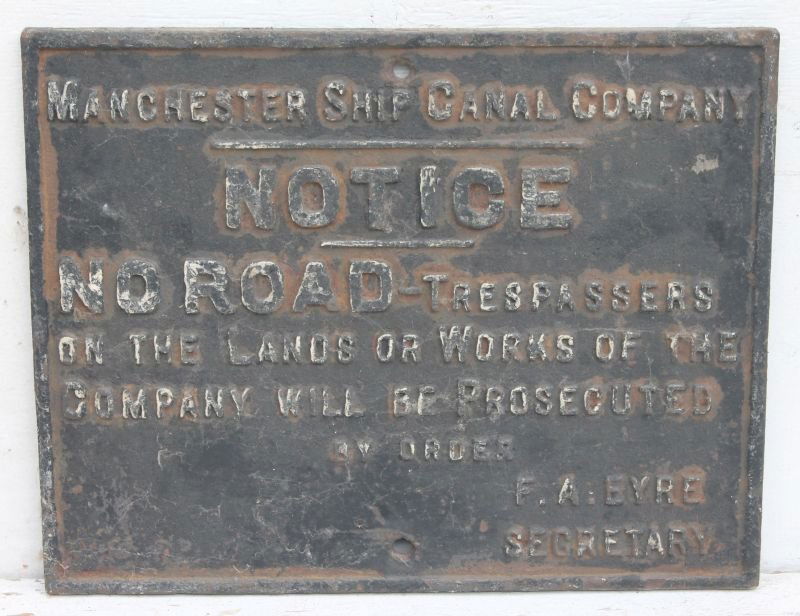 MANCHESTER SHIP CANAL COMPANY
NOTICE
NO ROAD-TRESPASSERS
ON THE LANDS OR WORKS OF THE
COMPANY WILL BE PROSECUTED
BY ORDER
F. A. EYRE
SECRETARY.